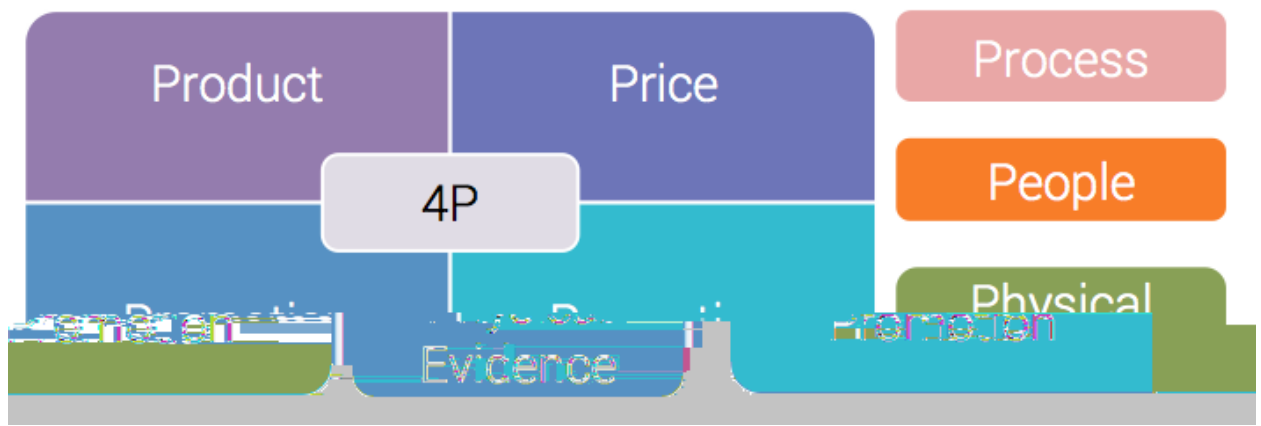 Product
Price
Process
4P
People
Physical
Evidence